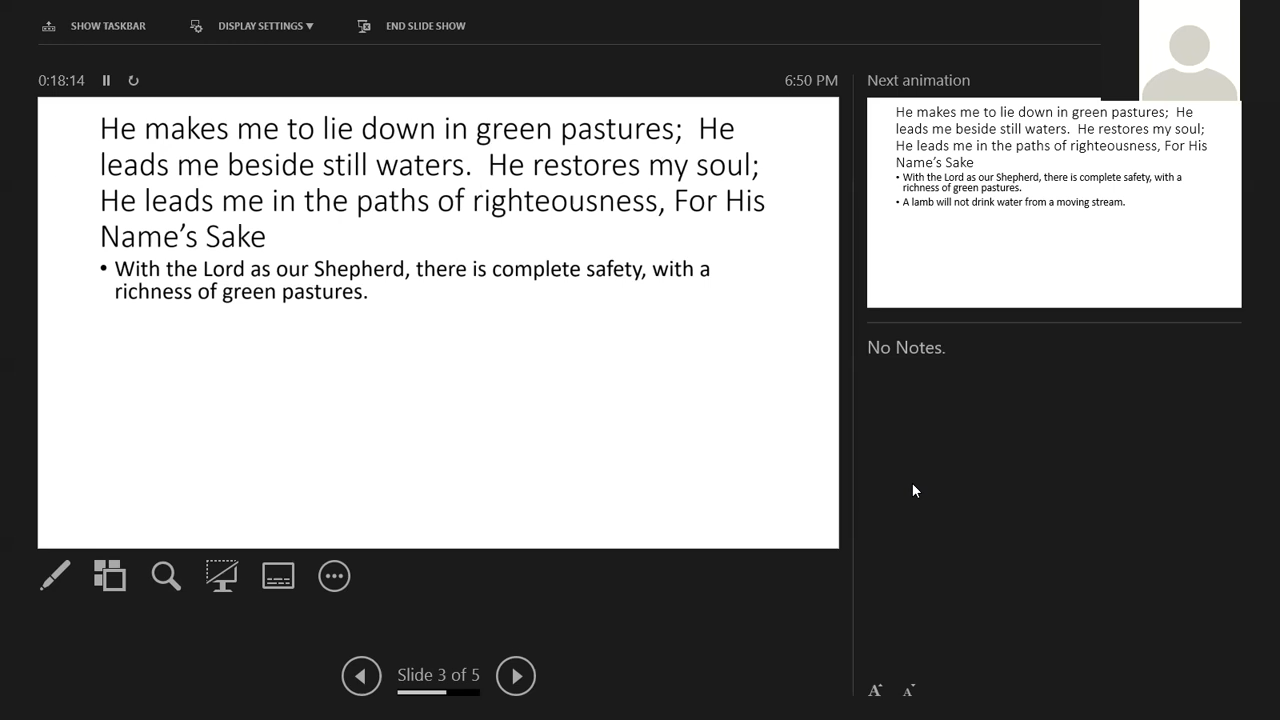 SHOW TASKBAR
DISPLAY SETTINGS ▼
END SLIDE SHOW
0:18:14
6:50 PM
He makes me to lie down in green pastures;  He
leads me beside still waters.  He restores my soul;
He leads me in the paths of righteousness, For His
Name’s Sake
• With the Lord as our Shepherd, there is complete safety, with a
richness of green pastures.
Slide 3 of 5
Next animation
He makes me to lie down in green pastures;  He
leads me beside still waters.  He restores my soul;
He leads me in the paths of righteousness, For His
Name’s Sake
• With the Lord as our Shepherd, there is complete safety, with a
richness of green pastures.
• A lamb will not drink water from a moving stream.
No Notes.
A A